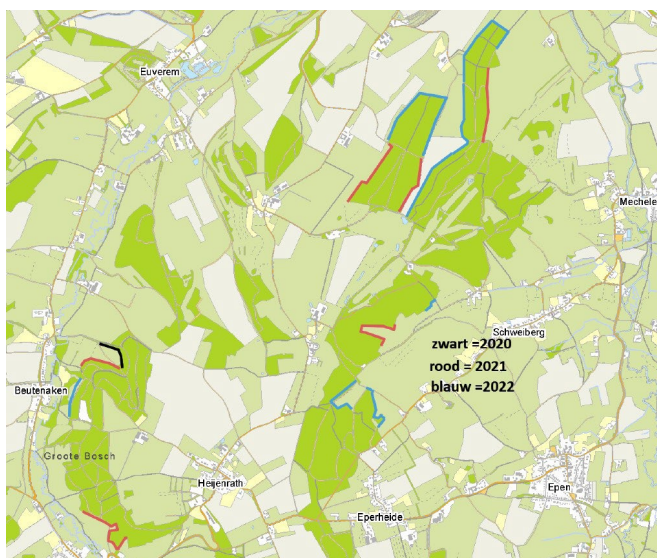 Euverem
Mechele
Schweiberg
zwart =2020
rood = 2021
blauw =2022
Beutenaken
Groote Bosch
Heijenrath
Epen
Eperheide